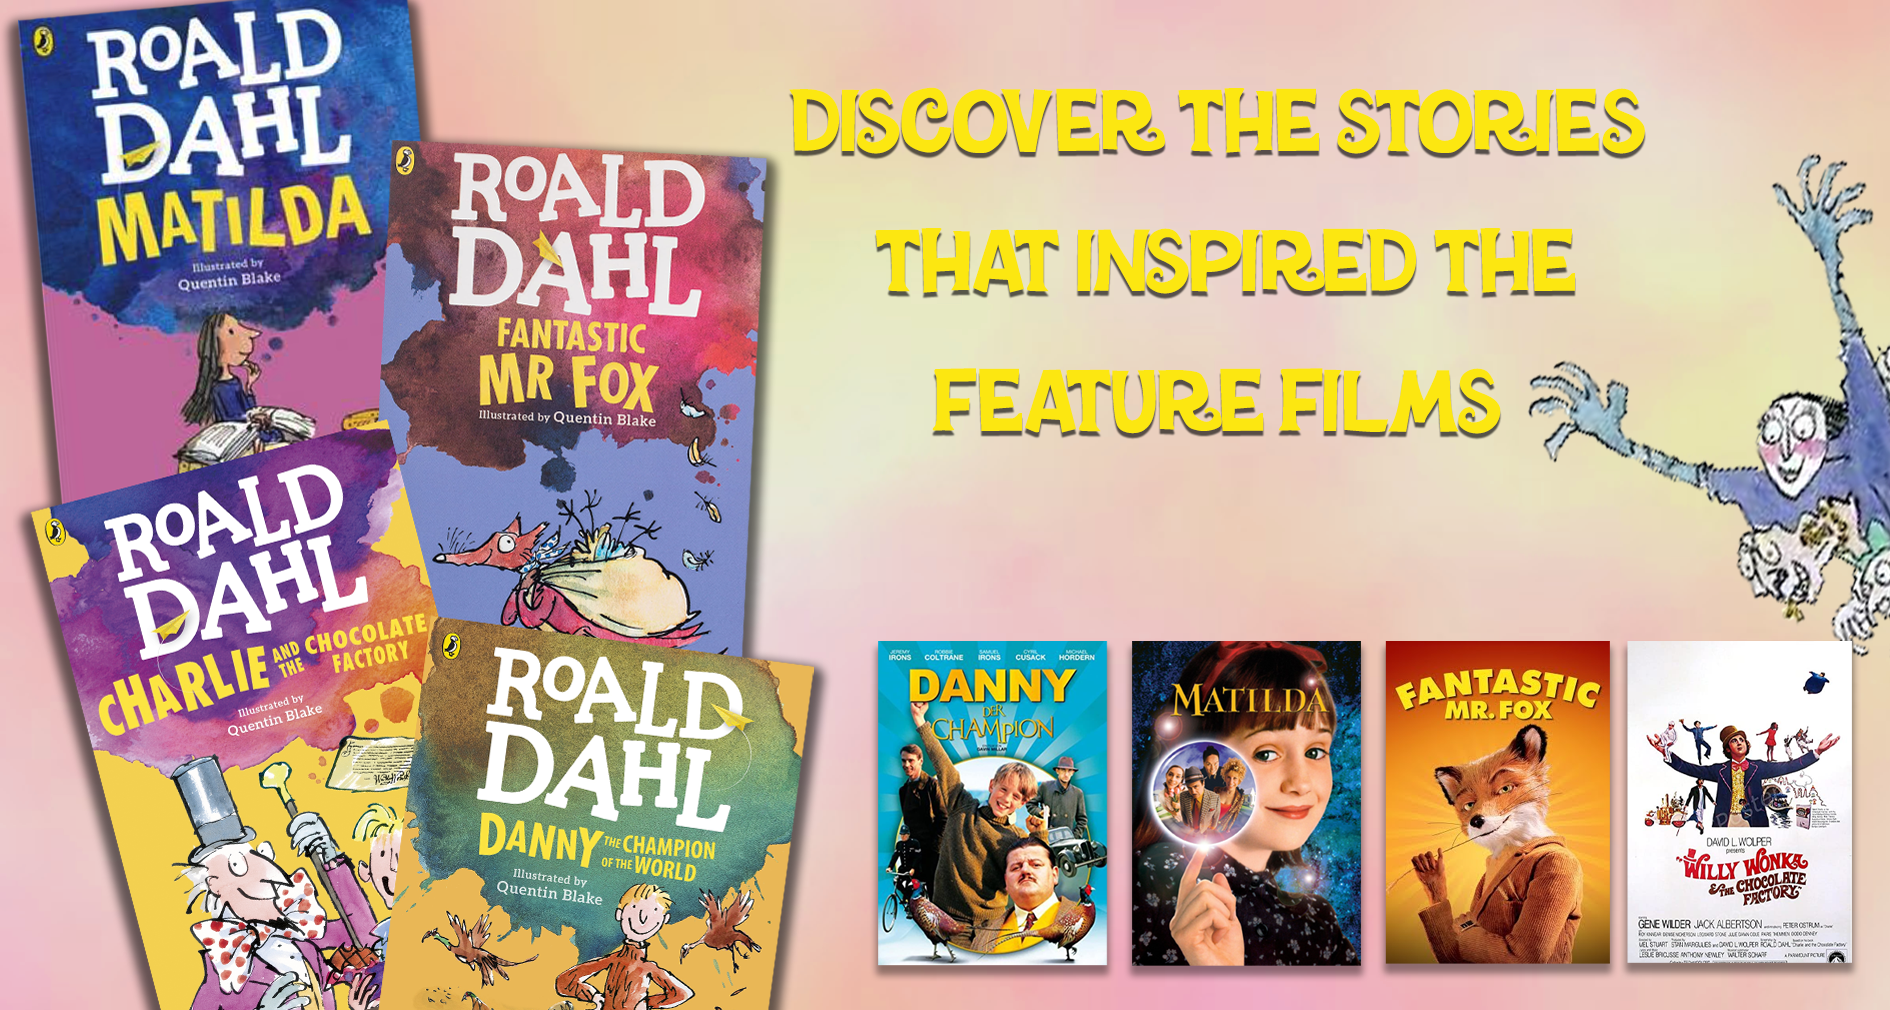 ROALD
DAHL
MATILDA
Illustrated by
Quentin Blake
ROALD
DAHL
FANTASTIC
MR FOX
Illustrated by Quentin Blake
ROALD
DAHL
CHARLIE AND THE CHOCOLATE FACTORY
Illustrated by
Quentin Blake
ROALD
DAHL
DANNY THE CHAMPION OF THE WORLD
Illustrated by
Quentin Blake
DISCOVER THE STORIES
THAT INSPIRED THE
FEATURE FILMS
JEREMY IRONS ROBBIE COLTRANE SAMUEL IRONS CYRIL CUSACK MICHAEL HORDERN
DANNY
DER
CHAMPION
MATILDA
FANTASTIC
MR. FOX
DAVID L. WOLPER
presents
"WILLY WONKA
& THE CHOCOLATE
FACTORY"
GENE WILDER JACK ALBERTSON